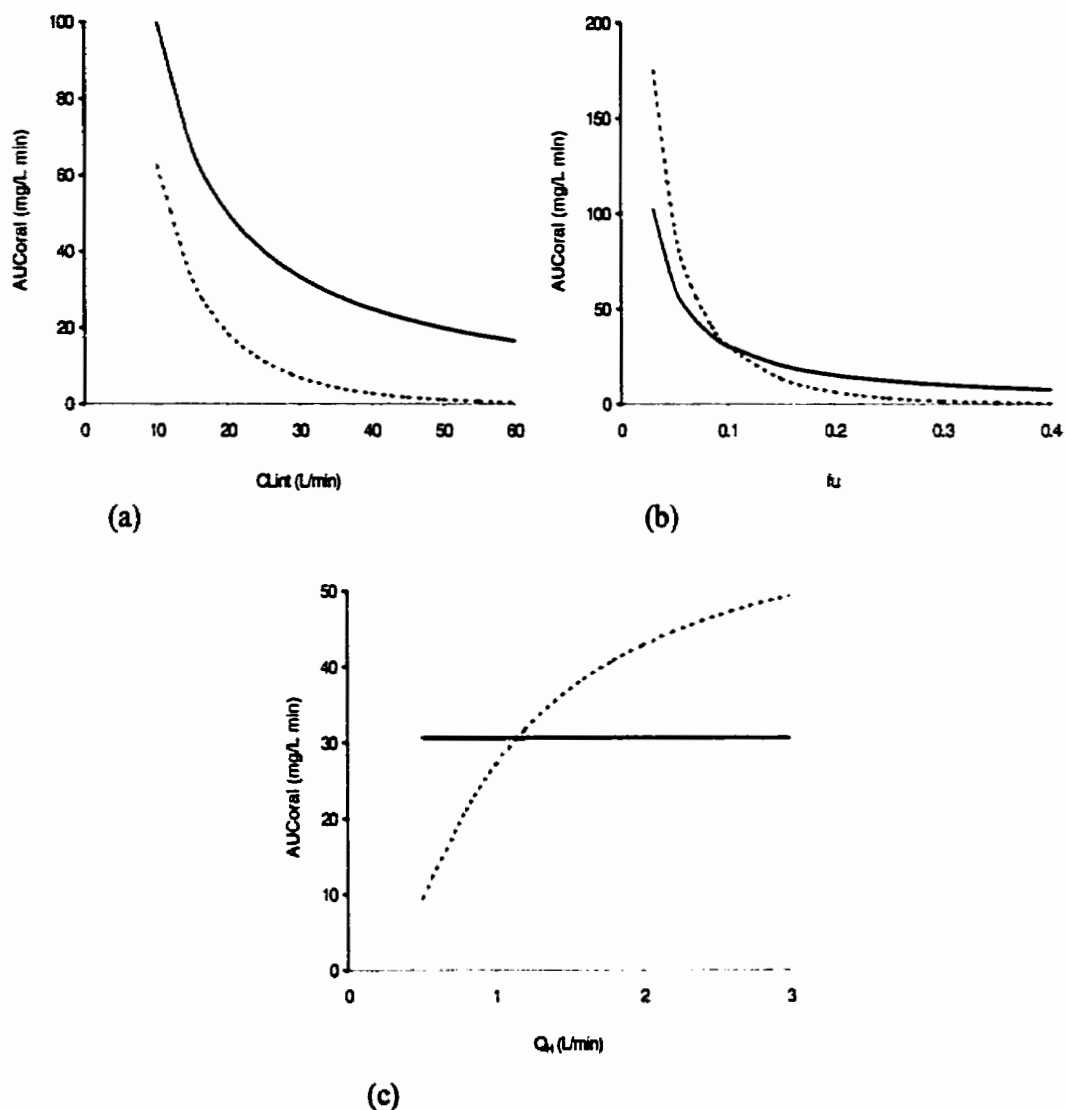 100
80
60
40
20
0
AUCoral (mg/L min)
0 10 20 30 40 50 60
CLint (L/min)
(a)
200
150
100
50
0
AUCoral (mg/L min)
0 0.1 0.2 0.3 0.4
fu
(b)
50
40
30
20
10
0
AUCoral (mg/L min)
0 1 2 3
QH (L/min)
(c)